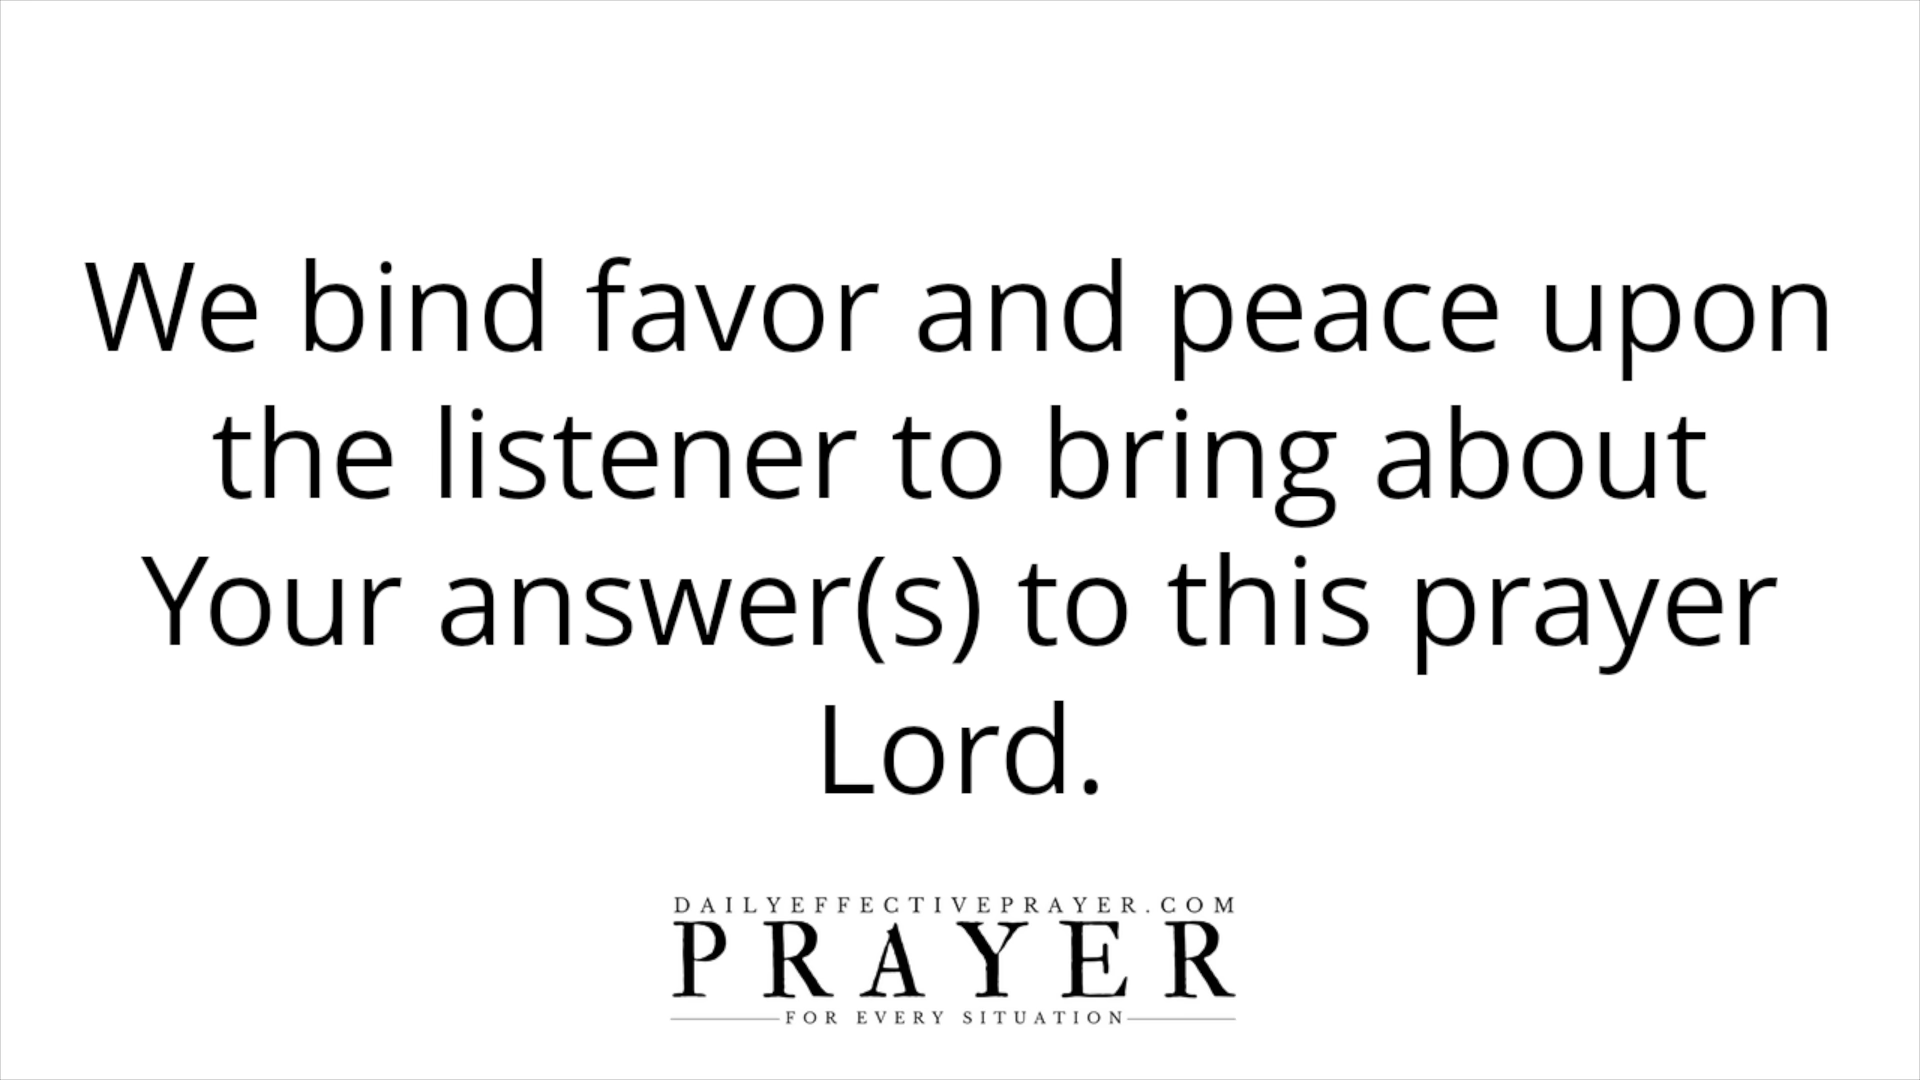 We bind favor and peace upon
the listener to bring about
Your answer(s) to this prayer
Lord.
DAILYEFFECTIVEPRAYER.COM
PRAYER
FOR EVERY SITUATION